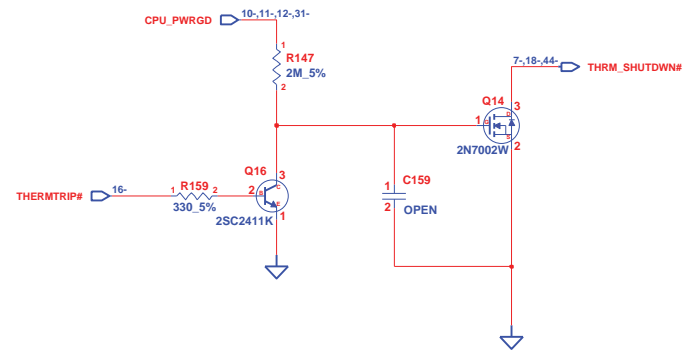 CPU_PWRGD
10-,11-,12-,31-
1
R147
2M_5%
2
7-,18-,44-
THRM_SHUTDWN#
Q14
3
D
1
G
S
2
2N7002W
Q16
3
C
THERMTRIP#
16-
1
R159
2
330_5%
2
B
E
1
2SC2411K
C159
1
2
OPEN